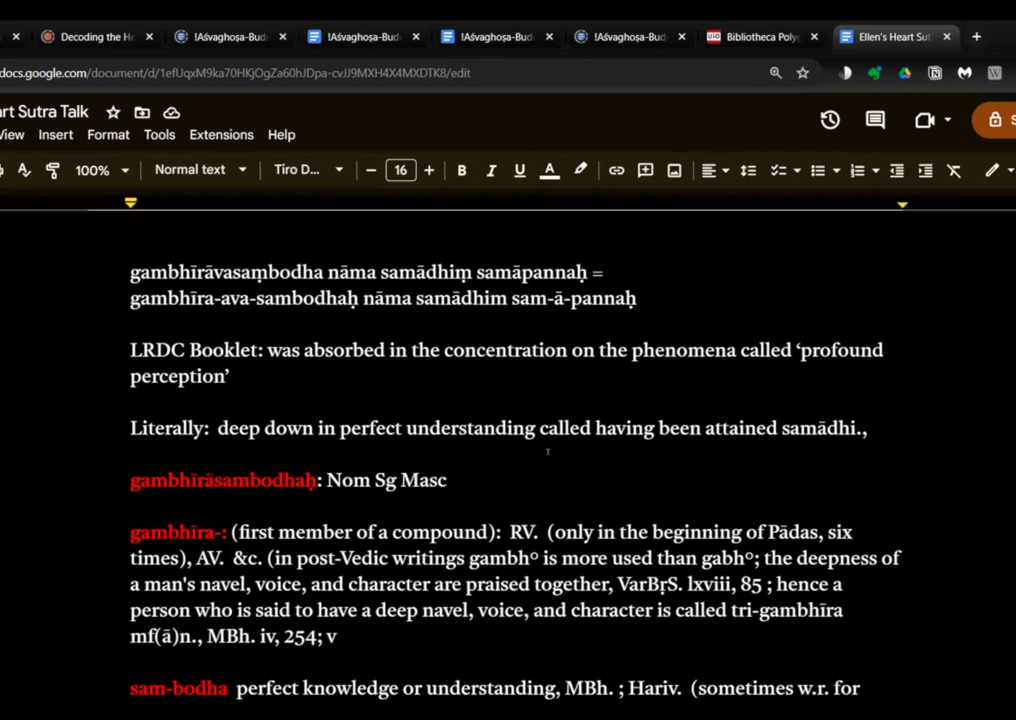 Decoding the He
!Aśvaghoṣa-Bud
!Aśvaghoṣa-Bud
!Aśvaghoṣa-Bud
!Aśvaghoṣa-Bud
UiO Bibliotheca Polyg
Ellen's Heart Sut
docs.google.com/document/d/1efUqxM9ka70HKjOgZa60hJDpa-cvJJ9MXH4X4MXDTK8/edit
rt Sutra Talk
View Insert Format Tools Extensions Help
100% Normal text Tiro D... 16 B I U A
gambhīrāvasaṃbodha nāma samādhiṃ samāpannaḥ =
gambhīra-ava-sambodhaḥ nāma samādhim sam-ā-pannaḥ
LRDC Booklet: was absorbed in the concentration on the phenomena called ‘profound
perception’
Literally: deep down in perfect understanding called having been attained samādhi.,
gambhīrāsambodhaḥ: Nom Sg Masc
gambhīra-: (first member of a compound): RV. (only in the beginning of Pādas, six
times), AV. &c. (in post-Vedic writings gambh° is more used than gabh°; the deepness of
a man's navel, voice, and character are praised together, VarBṛS. lxviii, 85 ; hence a
person who is said to have a deep navel, voice, and character is called tri-gambhīra
mf(ā)n., MBh. iv, 254; v
sam-bodha perfect knowledge or understanding, MBh. ; Hariv. (sometimes w.r. for